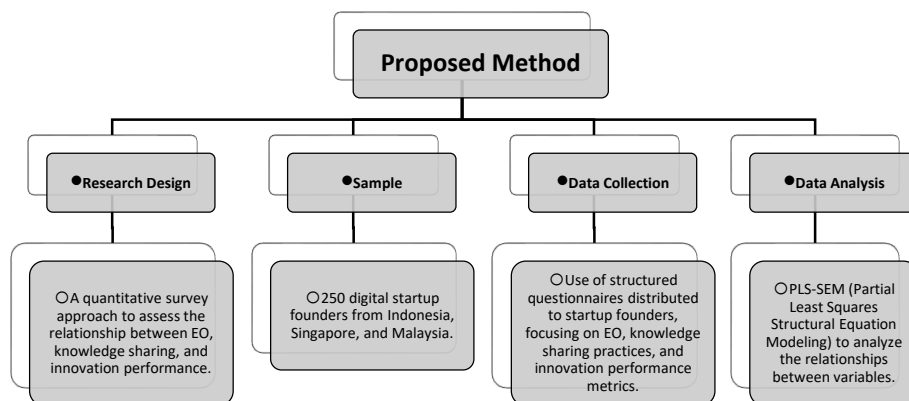 Proposed Method
●Research Design
●Sample
●Data Collection
●Data Analysis
○A quantitative survey
approach to assess the
relationship between EO,
knowledge sharing, and
innovation performance.
○250 digital startup
founders from Indonesia,
Singapore, and Malaysia.
○Use of structured
questionnaires distributed
to startup founders,
focusing on EO, knowledge
sharing practices, and
innovation performance
metrics.
○PLS-SEM (Partial
Least Squares
Structural Equation
Modeling) to analyze
the relationships
between variables.